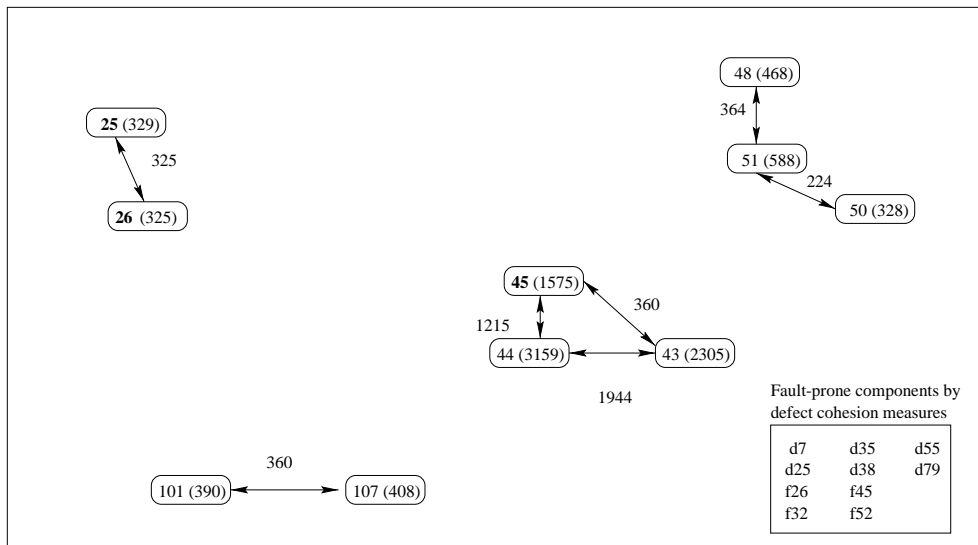 48 (468)
364
25 (329)
325
51 (588)
224
26 (325)
50 (328)
45 (1575)
360
1215
44 (3159)
43 (2305)
1944
Fault-prone components by
defect cohesion measures
d7 d35 d55
d25 d38 d79
f26 f45
f32 f52
360
101 (390)
107 (408)